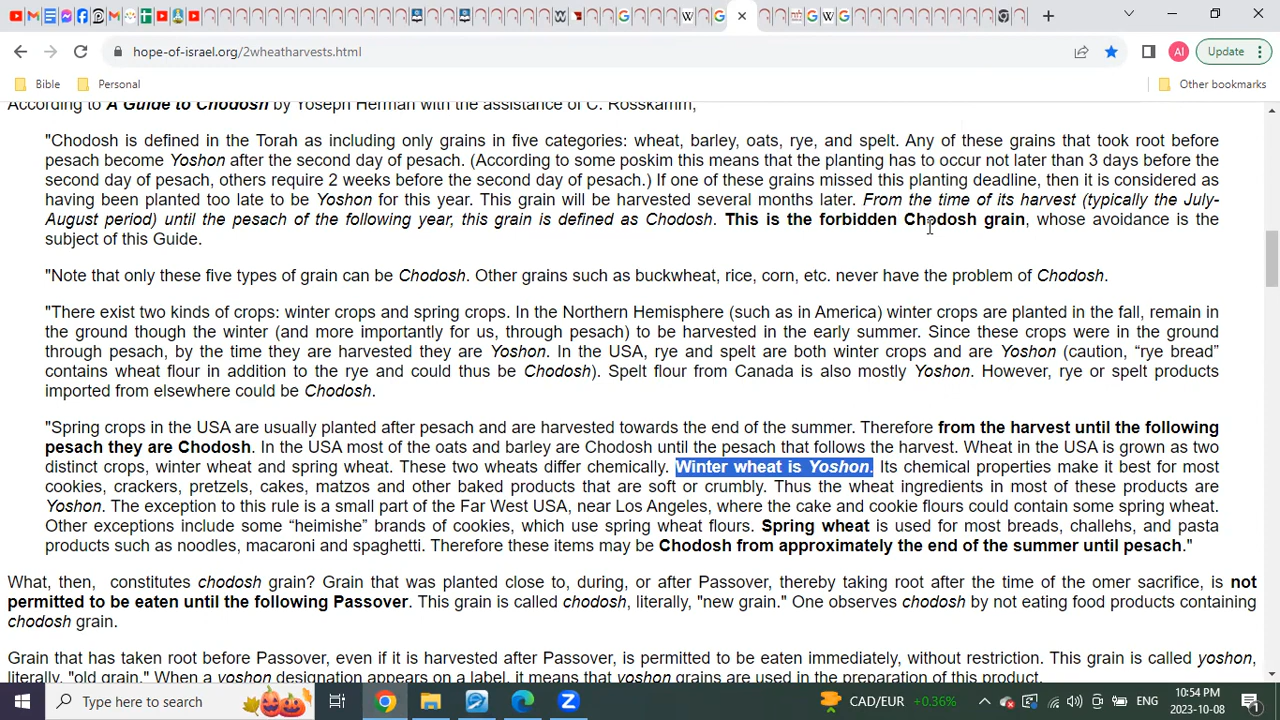 Update
hope-of-israel.org/2wheatharvests.html
AI
Bible
Personal
Other bookmarks
According to A Guide to Chodosh by Yoseph Herman with the assistance of C. Rosskamm,
"Chodosh is defined in the Torah as including only grains in five categories: wheat, barley, oats, rye, and spelt. Any of these grains that took root before
pesach become Yoshon after the second day of pesach. (According to some poskim this means that the planting has to occur not later than 3 days before the
second day of pesach, others require 2 weeks before the second day of pesach.) If one of these grains missed this planting deadline, then it is considered as
having been planted too late to be Yoshon for this year. This grain will be harvested several months later. From the time of its harvest (typically the July-
August period) until the pesach of the following year, this grain is defined as Chodosh. This is the forbidden Chodosh grain, whose avoidance is the
subject of this Guide.
"Note that only these five types of grain can be Chodosh. Other grains such as buckwheat, rice, corn, etc. never have the problem of Chodosh.
"There exist two kinds of crops: winter crops and spring crops. In the Northern Hemisphere (such as in America) winter crops are planted in the fall, remain in
the ground though the winter (and more importantly for us, through pesach) to be harvested in the early summer. Since these crops were in the ground
through pesach, by the time they are harvested they are Yoshon. In the USA, rye and spelt are both winter crops and are Yoshon (caution, “rye bread”
contains wheat flour in addition to the rye and could thus be Chodosh). Spelt flour from Canada is also mostly Yoshon. However, rye or spelt products
imported from elsewhere could be Chodosh.
"Spring crops in the USA are usually planted after pesach and are harvested towards the end of the summer. Therefore from the harvest until the following
pesach they are Chodosh. In the USA most of the oats and barley are Chodosh until the pesach that follows the harvest. Wheat in the USA is grown as two
distinct crops, winter wheat and spring wheat. These two wheats differ chemically. Winter wheat is Yoshon. Its chemical properties make it best for most
cookies, crackers, pretzels, cakes, matzos and other baked products that are soft or crumbly. Thus the wheat ingredients in most of these products are
Yoshon. The exception to this rule is a small part of the Far West USA, near Los Angeles, where the cake and cookie flours could contain some spring wheat.
Other exceptions include some “heimishe” brands of cookies, which use spring wheat flours. Spring wheat is used for most breads, challehs, and pasta
products such as noodles, macaroni and spaghetti. Therefore these items may be Chodosh from approximately the end of the summer until pesach."
What, then, constitutes chodosh grain? Grain that was planted close to, during, or after Passover, thereby taking root after the time of the omer sacrifice, is not
permitted to be eaten until the following Passover. This grain is called chodosh, literally, "new grain." One observes chodosh by not eating food products containing
chodosh grain.
Grain that has taken root before Passover, even if it is harvested after Passover, is permitted to be eaten immediately, without restriction. This grain is called yoshon,
literally, "old grain." When a yoshon designation appears on a label, it means that yoshon grains are used in the preparation of this product.
Type here to search
CAD/EUR +0.36%
ENG
10:54 PM
2023-10-08
1